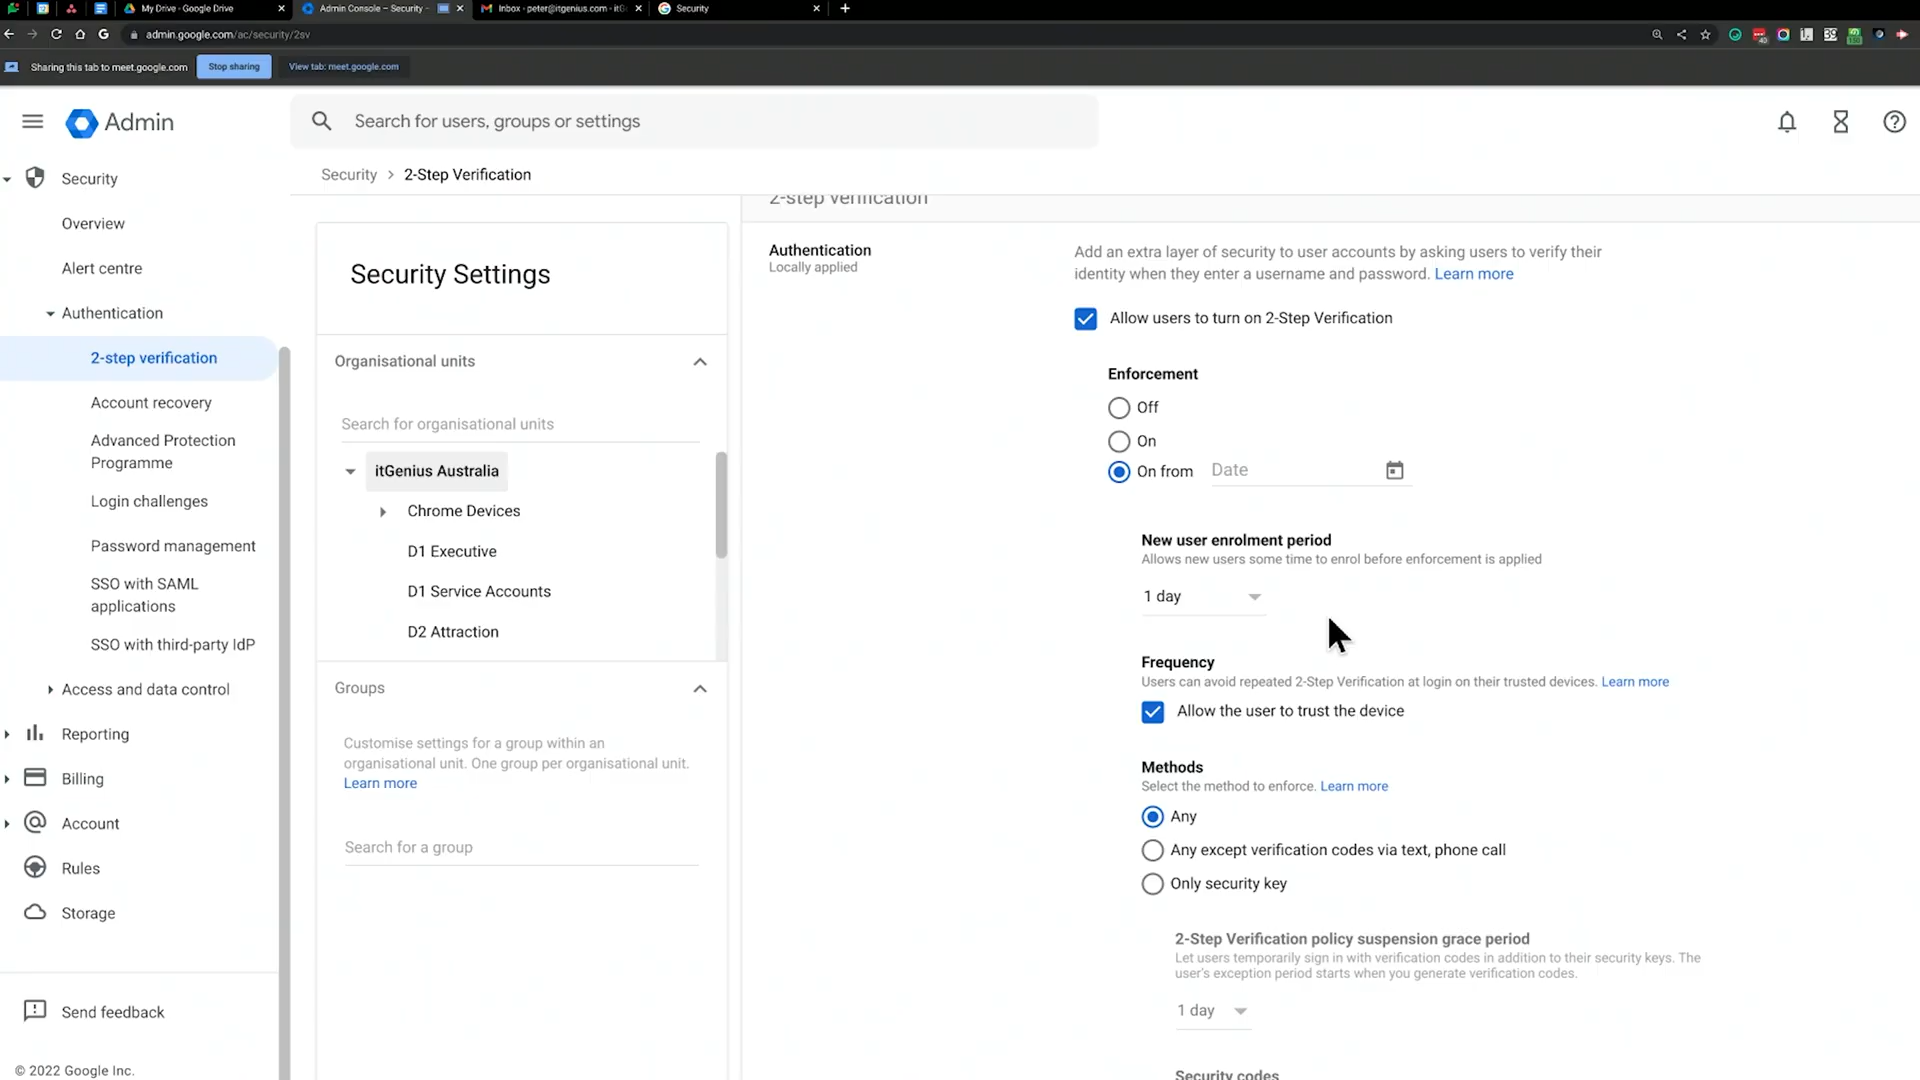 My Drive - Google Drive
Admin Console – Security -
Inbox - peter@itgenius.com - itG
Security
admin.google.com/ac/security/2sv
Sharing this tab to meet.google.com
Stop sharing
View tab: meet.google.com
Admin
Search for users, groups or settings
Security
Overview
Alert centre
Authentication
2-step verification
Account recovery
Advanced Protection
Programme
Login challenges
Password management
SSO with SAML
applications
SSO with third-party IdP
Access and data control
Reporting
Billing
Account
Rules
Storage
Send feedback
© 2022 Google Inc.
Security > 2-Step Verification
Security Settings
Organisational units
Search for organisational units
itGenius Australia
Chrome Devices
D1 Executive
D1 Service Accounts
D2 Attraction
Groups
Customise settings for a group within an
organisational unit. One group per organisational unit.
Learn more
Search for a group
2-step verification
Authentication
Locally applied
Add an extra layer of security to user accounts by asking users to verify their
identity when they enter a username and password. Learn more
Allow users to turn on 2-Step Verification
Enforcement
Off
On
On from Date
New user enrolment period
Allows new users some time to enrol before enforcement is applied
1 day
Frequency
Users can avoid repeated 2-Step Verification at login on their trusted devices. Learn more
Allow the user to trust the device
Methods
Select the method to enforce. Learn more
Any
Any except verification codes via text, phone call
Only security key
2-Step Verification policy suspension grace period
Let users temporarily sign in with verification codes in addition to their security keys. The
user's exception period starts when you generate verification codes.
1 day
Security codes